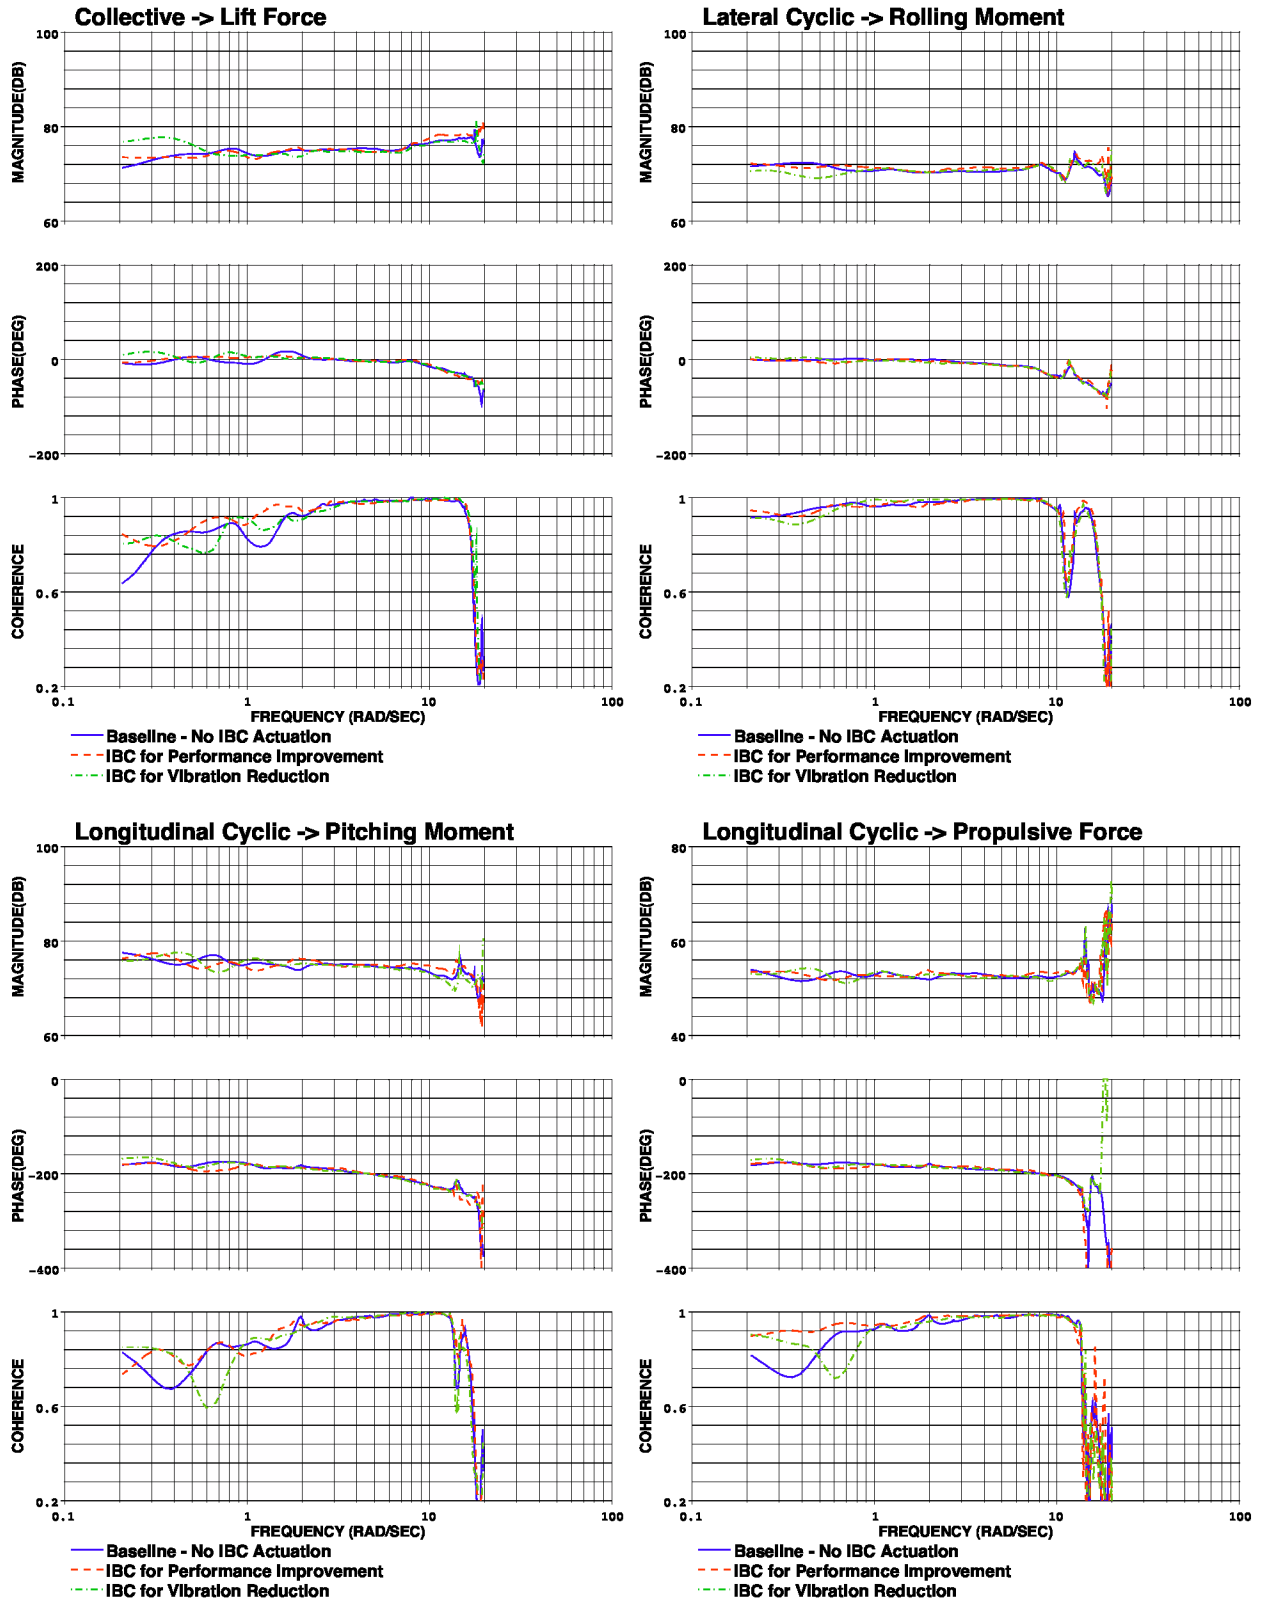 Collective -> Lift Force
100
80
60
MAGNITUDE(DB)
200
0
-200
PHASE(DEG)
1
0.6
0.2
COHERENCE
0.1
1
10
100
FREQUENCY (RAD/SEC)
Baseline - No IBC Actuation
IBC for Performance Improvement
IBC for Vibration Reduction
Lateral Cyclic -> Rolling Moment
100
80
60
MAGNITUDE(DB)
200
0
-200
PHASE(DEG)
1
0.6
0.2
COHERENCE
0.1
1
10
100
FREQUENCY (RAD/SEC)
Baseline - No IBC Actuation
IBC for Performance Improvement
IBC for Vibration Reduction
Longitudinal Cyclic -> Pitching Moment
100
80
60
MAGNITUDE(DB)
0
-200
-400
PHASE(DEG)
1
0.6
0.2
COHERENCE
0.1
1
10
100
FREQUENCY (RAD/SEC)
Baseline - No IBC Actuation
IBC for Performance Improvement
IBC for Vibration Reduction
Longitudinal Cyclic -> Propulsive Force
80
60
40
MAGNITUDE(DB)
0
-200
-400
PHASE(DEG)
1
0.6
0.2
COHERENCE
0.1
1
10
100
FREQUENCY (RAD/SEC)
Baseline - No IBC Actuation
IBC for Performance Improvement
IBC for Vibration Reduction